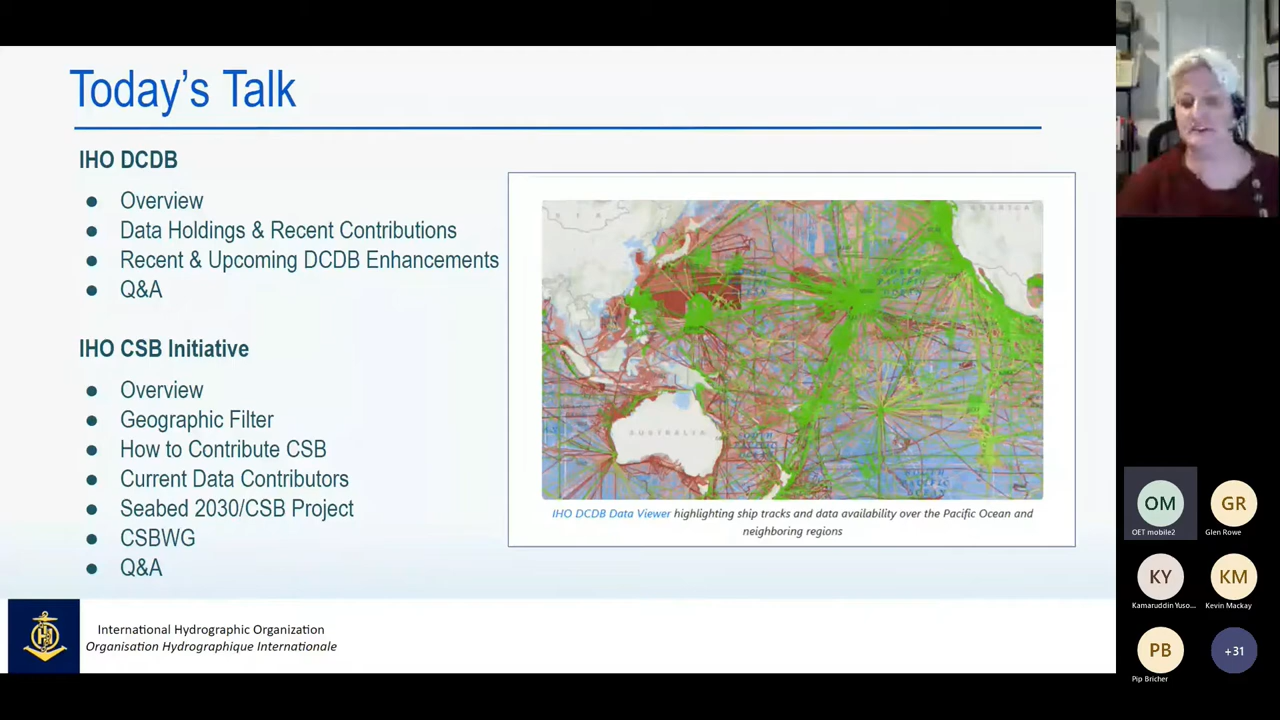 Today's Talk
IHO DCDB
● Overview
● Data Holdings & Recent Contributions
● Recent & Upcoming DCDB Enhancements
● Q&A
IHO CSB Initiative
● Overview
● Geographic Filter
● How to Contribute CSB
● Current Data Contributors
● Seabed 2030/CSB Project
● CSBWG
● Q&A
AUSTRALIA
IHO DCDB Data Viewer highlighting ship tracks and data availability over the Pacific Ocean and
neighboring regions
International Hydrographic Organization
Organisation Hydrographique Internationale
OM
OET mobile2
GR
Glen Rowe
KY
Kamaruddin Yuso...
KM
Kevin Mackay
PB
Pip Bricher
+31